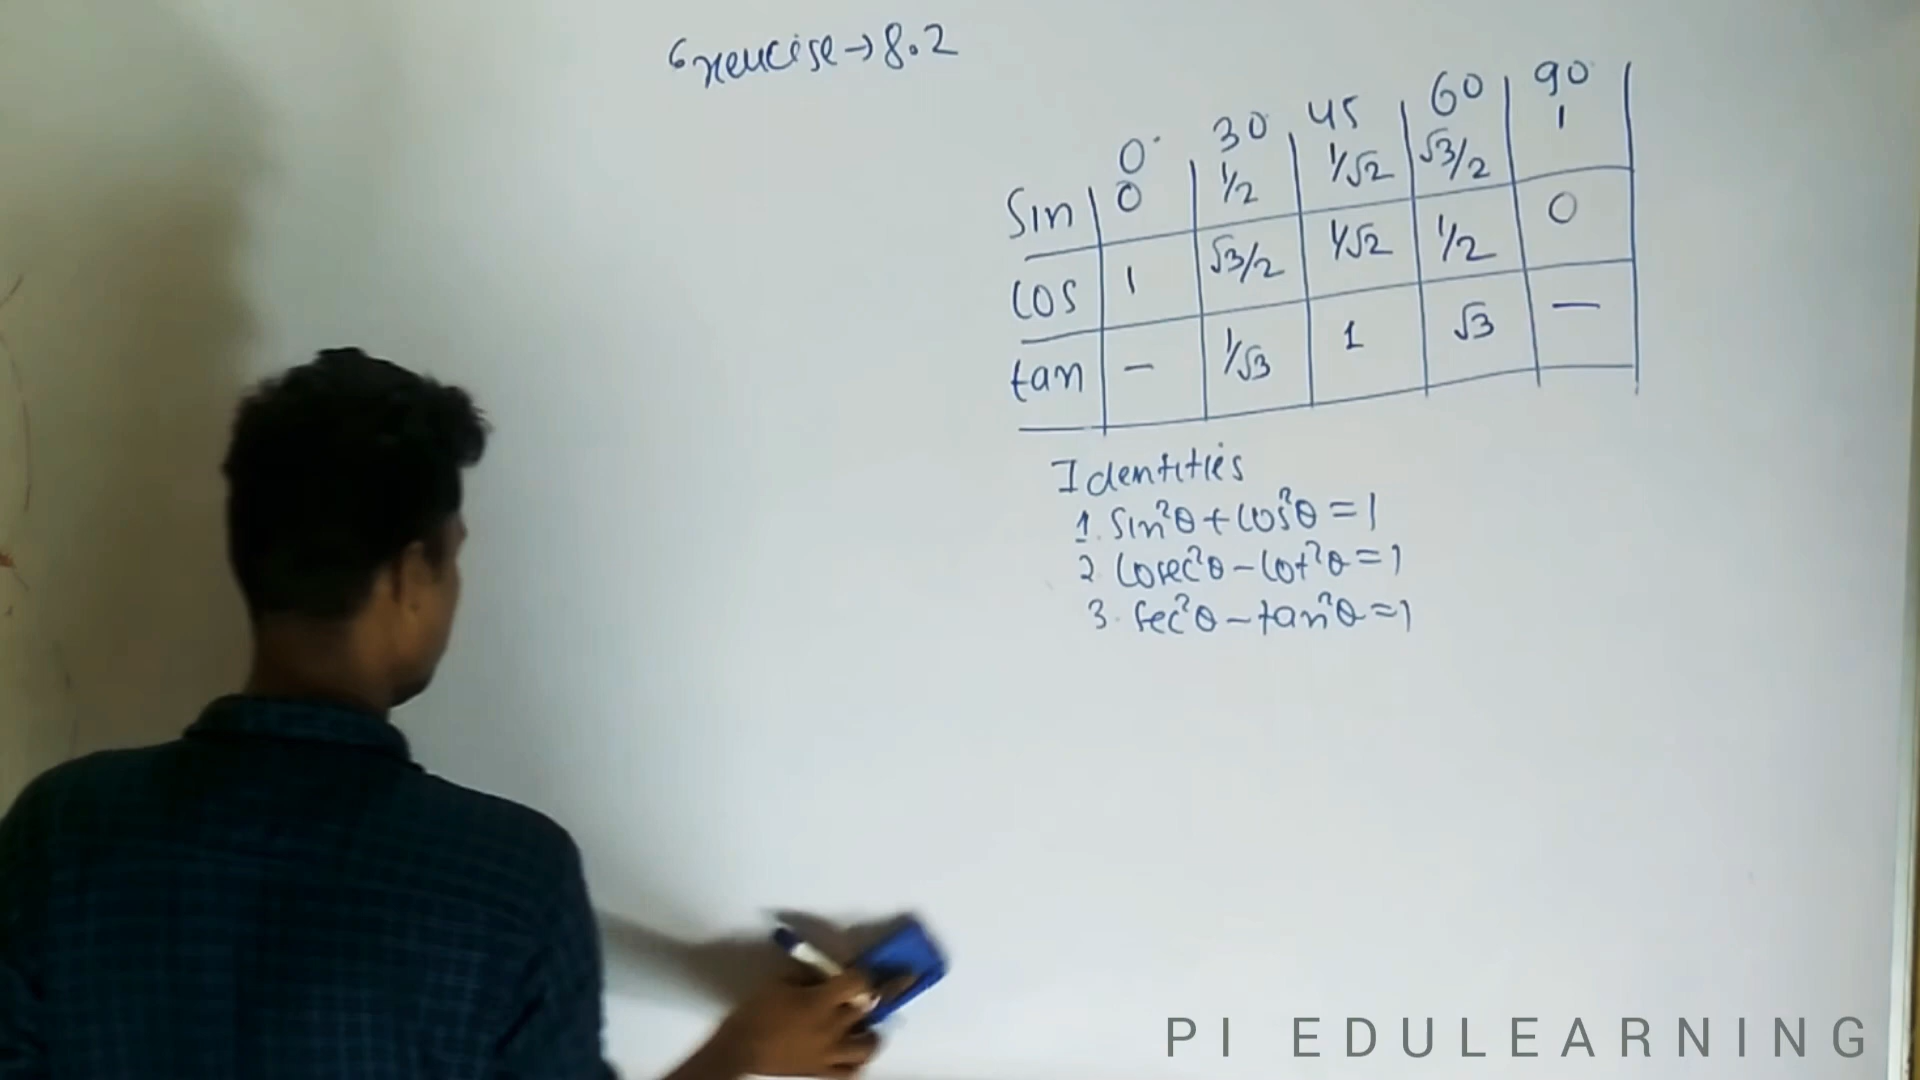 Exercise → 8.2
0° 30 45 60 90
Sin 0 1/2 1/√2 √3/2 1
Cos 1 √3/2 1/√2 1/2 0
tan — 1/√3 1 √3 —
Identities
1. Sin²θ + Cos²θ = 1
2. Cosec²θ - Cot²θ = 1
3. Sec²θ - tan²θ = 1
PI EDULEARNING